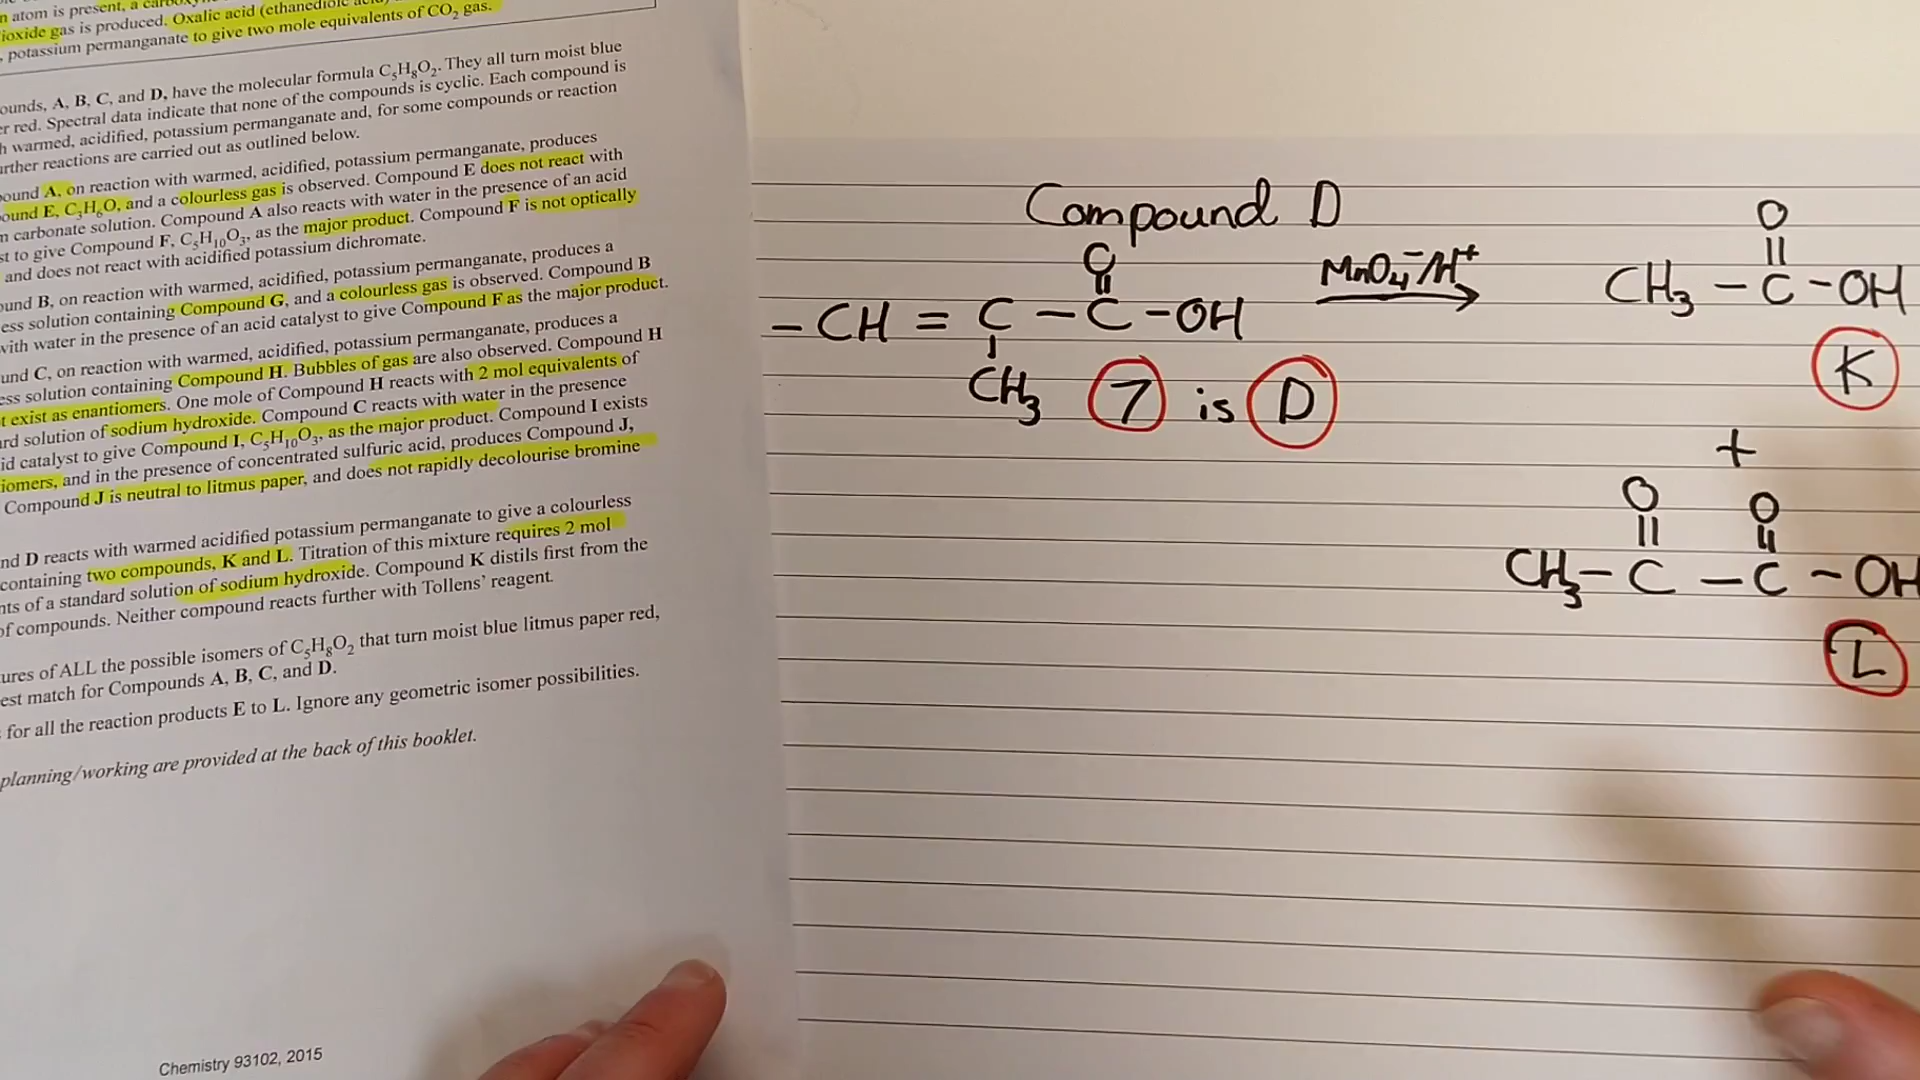 n atom is present, a
ioxide gas is produced. Oxalic acid (ethanedioic
, potassium permanganate to give two mole equivalents of CO₂ gas.
ounds, A, B, C, and D, have the molecular formula C₅H₈O₂. They all turn moist blue
er red. Spectral data indicate that none of the compounds is cyclic. Each compound is
h warmed, acidified, potassium permanganate and, for some compounds or reaction
urther reactions are carried out as outlined below.
ound A, on reaction with warmed, acidified, potassium permanganate, produces
ound E, C₃H₆O, and a colourless gas is observed. Compound E does not react with
n carbonate solution. Compound A also reacts with water in the presence of an acid
st to give Compound F, C₅H₁₀O₃, as the major product. Compound F is not optically
and does not react with acidified potassium dichromate.
und B, on reaction with warmed, acidified, potassium permanganate, produces a
ess solution containing Compound G, and a colourless gas is observed. Compound B
with water in the presence of an acid catalyst to give Compound F as the major product.
und C, on reaction with warmed, acidified, potassium permanganate, produces a
ess solution containing Compound H. Bubbles of gas are also observed. Compound H
t exist as enantiomers. One mole of Compound H reacts with 2 mol equivalents of
rd solution of sodium hydroxide. Compound C reacts with water in the presence
id catalyst to give Compound I, C₅H₁₀O₃, as the major product. Compound I exists
iomers, and in the presence of concentrated sulfuric acid, produces Compound J,
Compound J is neutral to litmus paper, and does not rapidly decolourise bromine
nd D reacts with warmed acidified potassium permanganate to give a colourless
containing two compounds, K and L. Titration of this mixture requires 2 mol
nts of a standard solution of sodium hydroxide. Compound K distils first from the
of compounds. Neither compound reacts further with Tollens' reagent.
ures of ALL the possible isomers of C₅H₈O₂ that turn moist blue litmus paper red,
est match for Compounds A, B, C, and D.
for all the reaction products E to L. Ignore any geometric isomer possibilities.
planning/working are provided at the back of this booklet.
Chemistry 93102, 2015
Compound D
O
O
MnO₄⁻/H⁺
CH₃ – C – OH
– CH = C – C – OH
CH₃ 7 is D
K
+
O O
CH₃ – C – C – OH
L